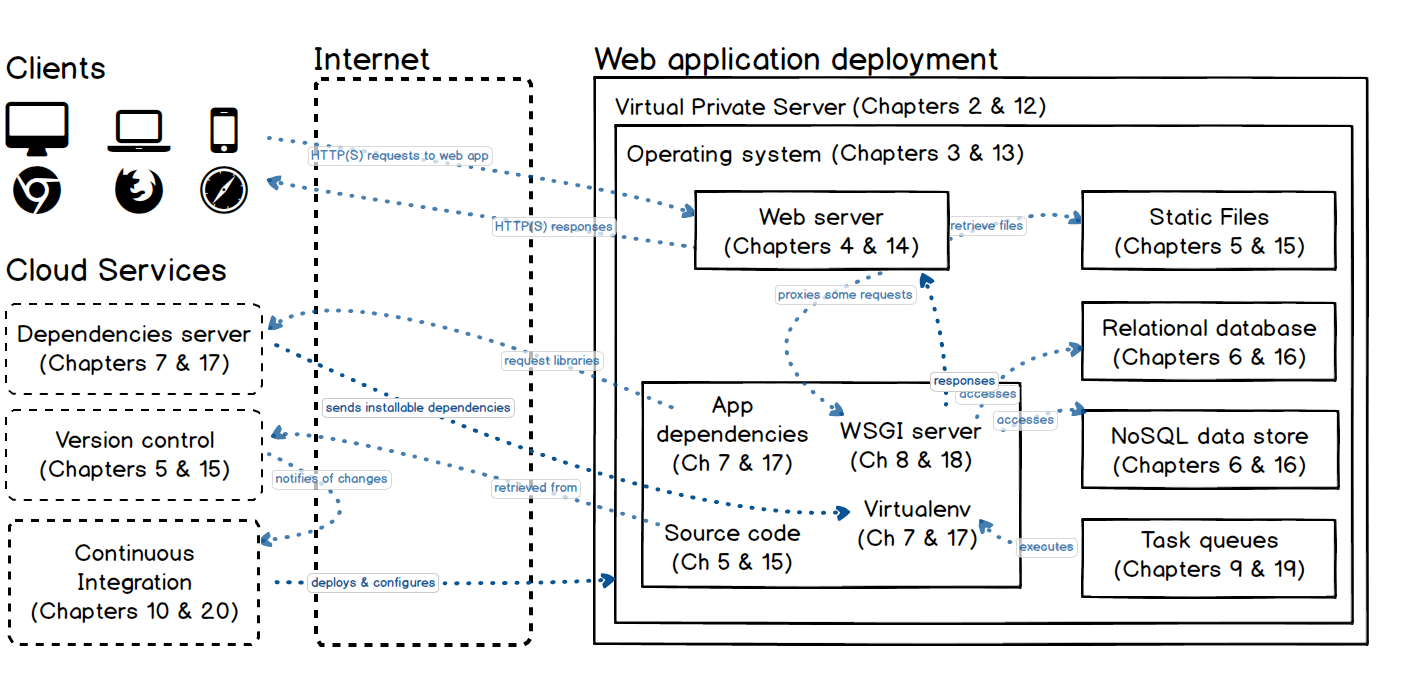 Clients
Internet
Web application deployment
Virtual Private Server (Chapters 2 & 12)
Operating system (Chapters 3 & 13)
HTTP(S) requests to web app
HTTP(S) responses
Web server
(Chapters 4 & 14)
retrieve files
Static Files
(Chapters 5 & 15)
proxies some requests
Cloud Services
Dependencies server
(Chapters 7 & 17)
request libraries
sends installable dependencies
Relational database
(Chapters 6 & 16)
responses
accesses
accesses
App
dependencies
(Ch 7 & 17)
WSGI server
(Ch 8 & 18)
NoSQL data store
(Chapters 6 & 16)
Version control
(Chapters 5 & 15)
notifies of changes
retrieved from
Source code
(Ch 5 & 15)
Virtualenv
(Ch 7 & 17)
executes
Task queues
(Chapters 9 & 19)
Continuous
Integration
(Chapters 10 & 20)
deploys & configures